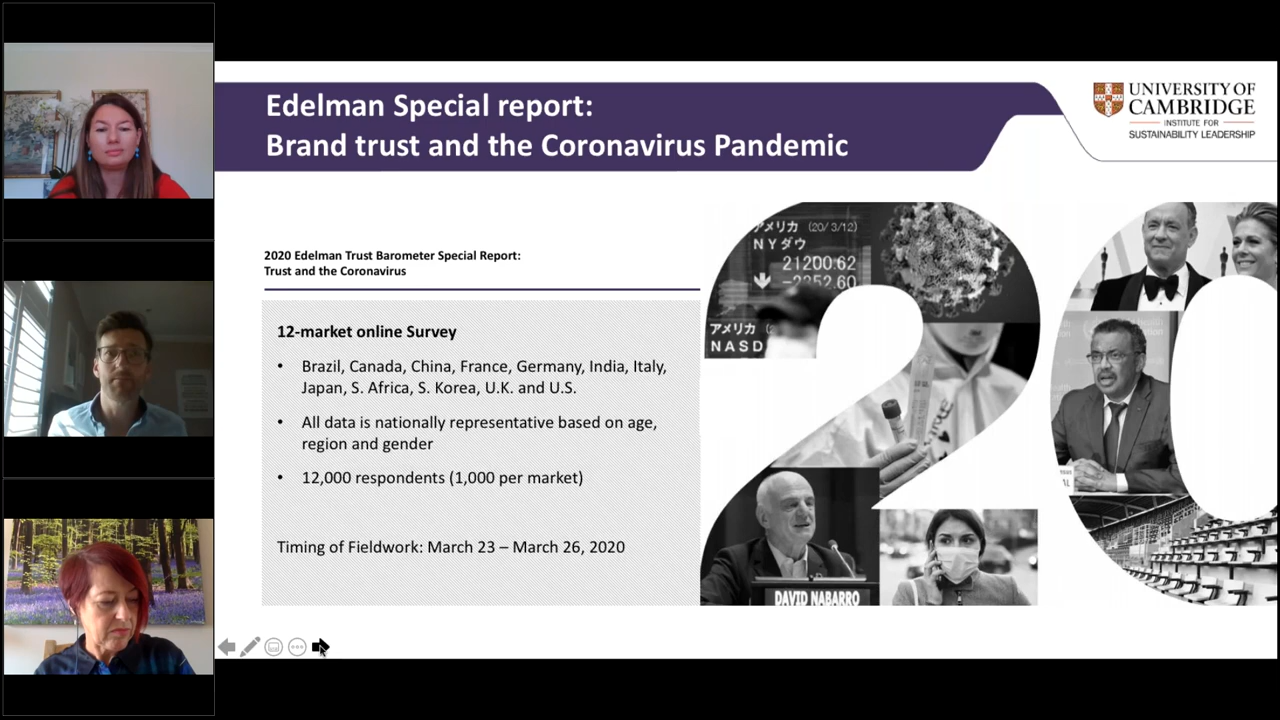 Edelman Special report:
Brand trust and the Coronavirus Pandemic
UNIVERSITY OF
CAMBRIDGE
INSTITUTE FOR
SUSTAINABILITY LEADERSHIP
2020 Edelman Trust Barometer Special Report:
Trust and the Coronavirus
12-market online Survey
• Brazil, Canada, China, France, Germany, India, Italy,
Japan, S. Africa, S. Korea, U.K. and U.S.
• All data is nationally representative based on age,
region and gender
• 12,000 respondents (1,000 per market)
Timing of Fieldwork: March 23 – March 26, 2020
アメリカ (20/3/12)
NYダウ
21200.62
-2352.60
アメリカ
NASD
DAVID NABARRO